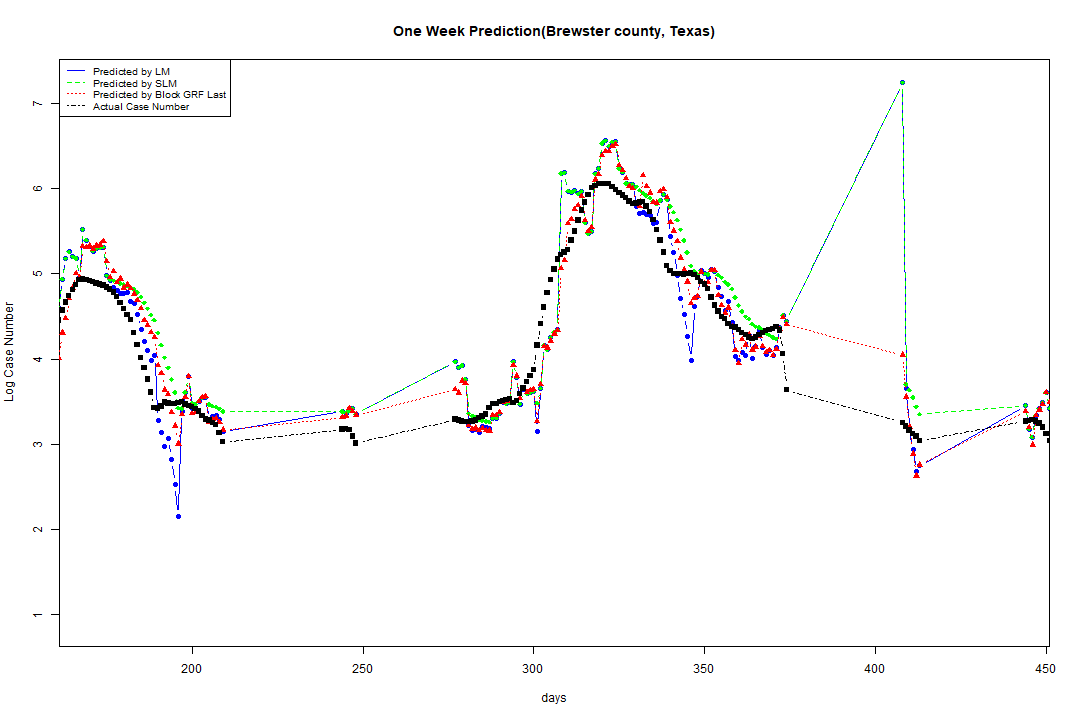 One Week Prediction(Brewster county, Texas)
Predicted by LM
Predicted by SLM
Predicted by Block GRF Last
Actual Case Number
7
6
5
4
3
2
1
Log Case Number
200
250
300
350
400
450
days